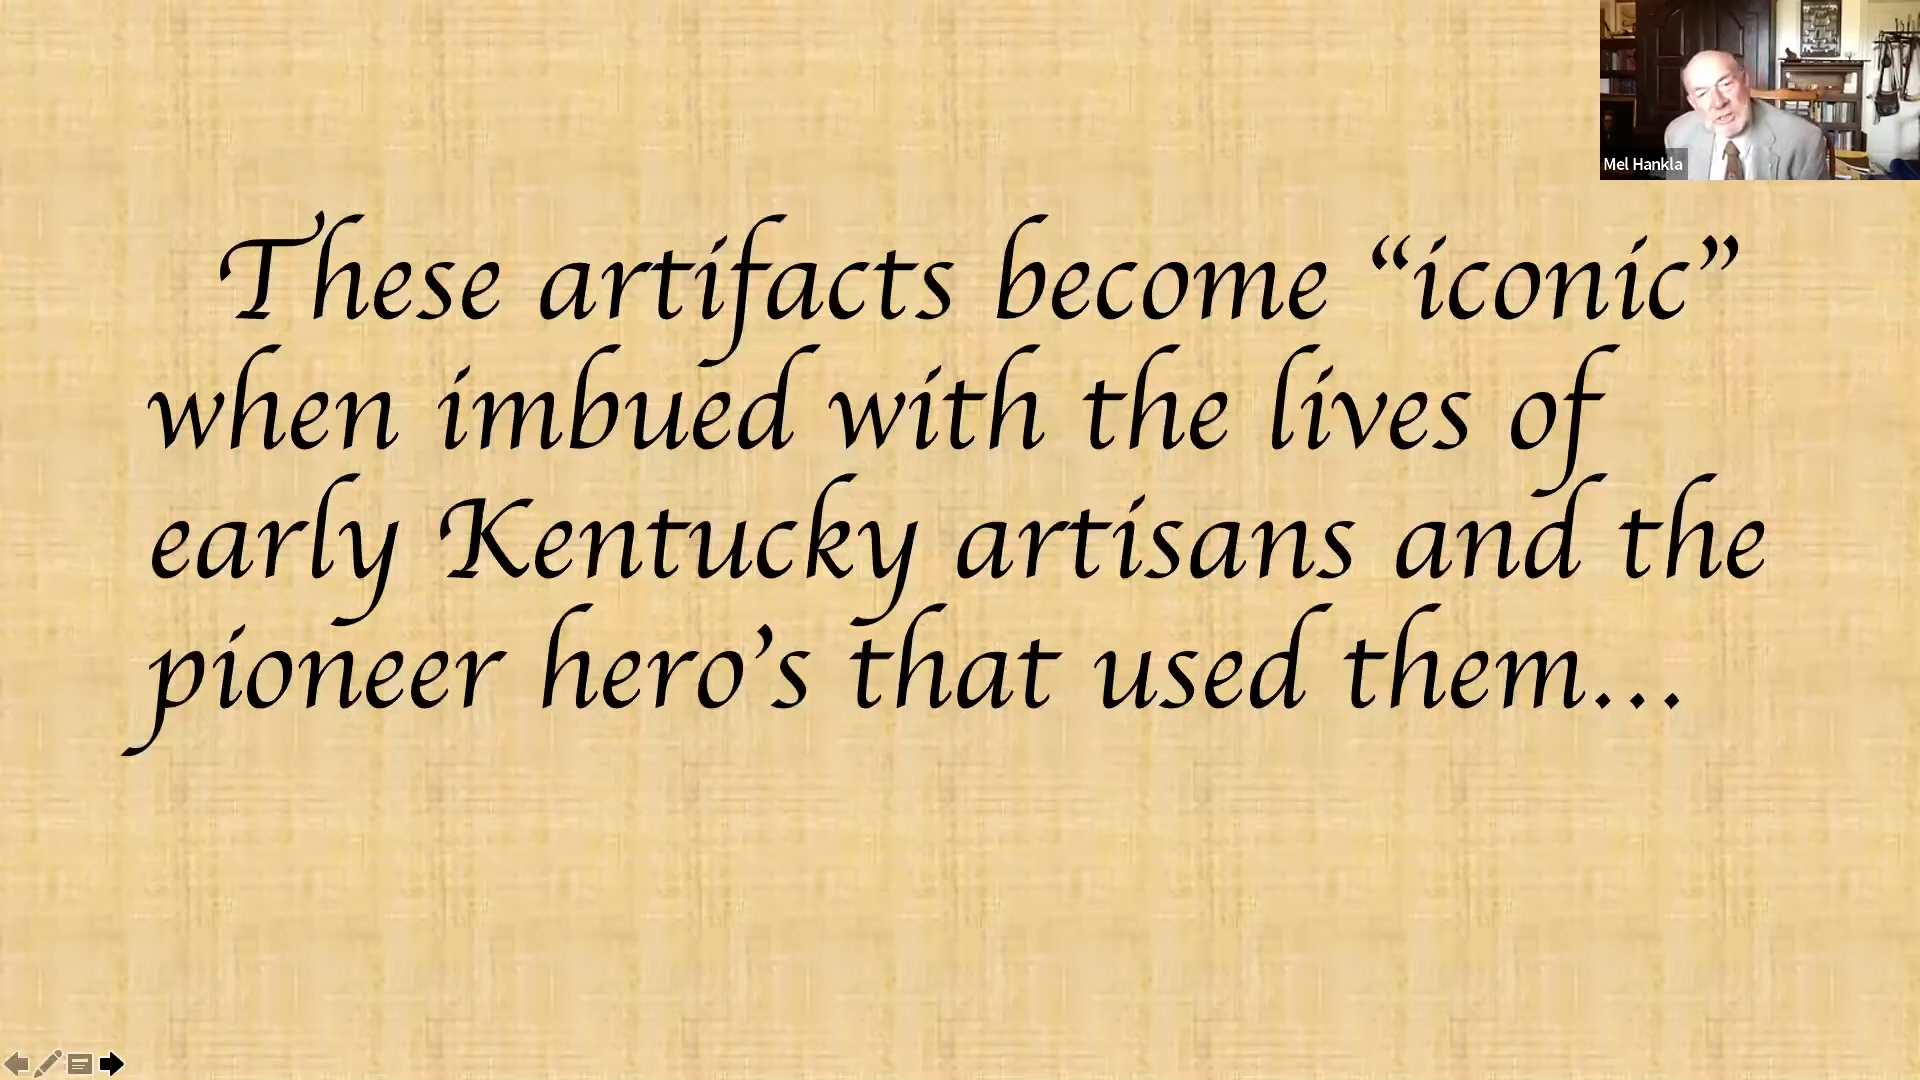 Mel Hankla
These artifacts become “iconic”
when imbued with the lives of
early Kentucky artisans and the
pioneer hero’s that used them...